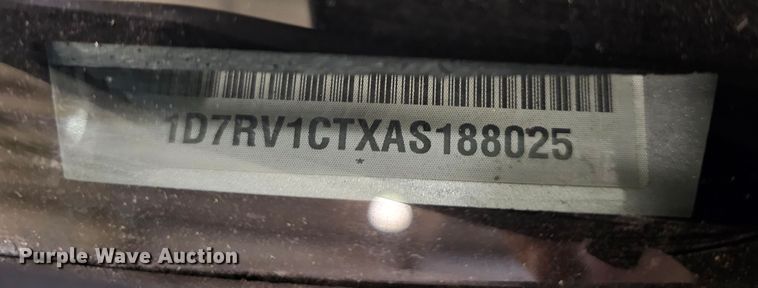 1D7RV1CTXAS188025
*
Purple Wave Auction